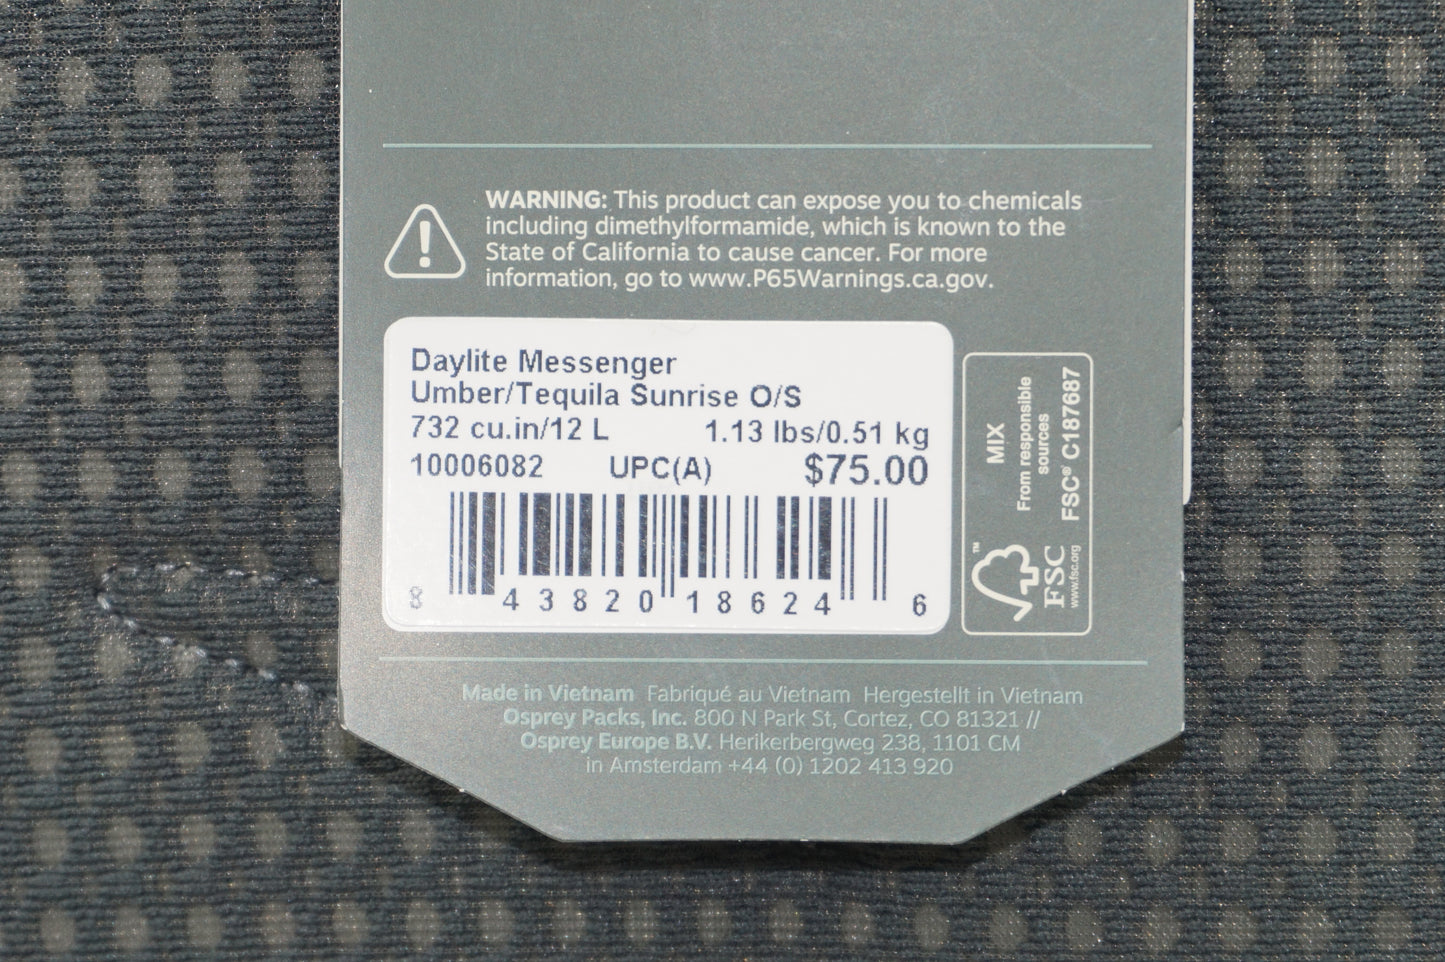 WARNING: This product can expose you to chemicals
including dimethylformamide, which is known to the
State of California to cause cancer. For more
information, go to www.P65Warnings.ca.gov.
Daylite Messenger
Umber/Tequila Sunrise O/S
732 cu.in/12 L 1.13 lbs/0.51 kg
10006082 UPC(A) $75.00
8 43820 18624 6
MIX
From responsible
sources
FSC® C187687
™
FSC
www.fsc.org
Made in Vietnam Fabriqué au Vietnam Hergestellt in Vietnam
Osprey Packs, Inc. 800 N Park St, Cortez, CO 81321 //
Osprey Europe B.V. Herikerbergweg 238, 1101 CM
in Amsterdam +44 (0) 1202 413 920